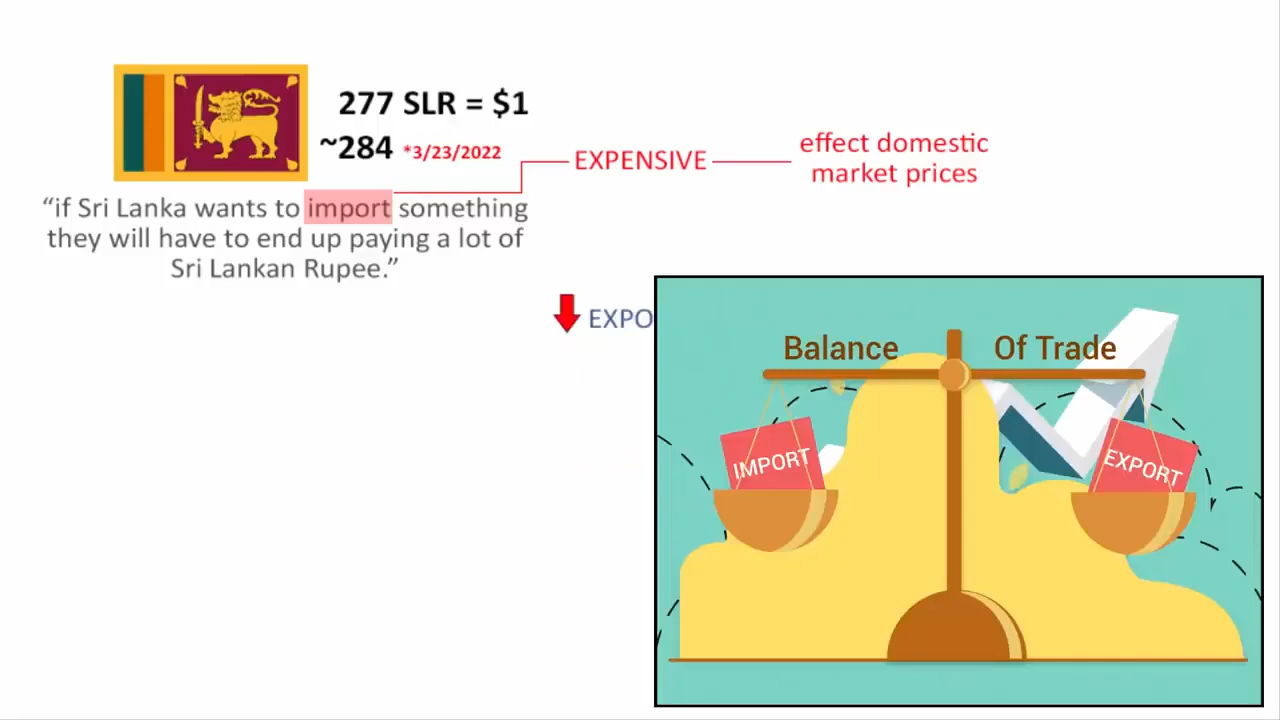 277 SLR = $1
~284 *3/23/2022
EXPENSIVE
effect domestic
market prices
“if Sri Lanka wants to import something
they will have to end up paying a lot of
Sri Lankan Rupee.”
EXPO
Balance Of Trade
IMPORT
EXPORT